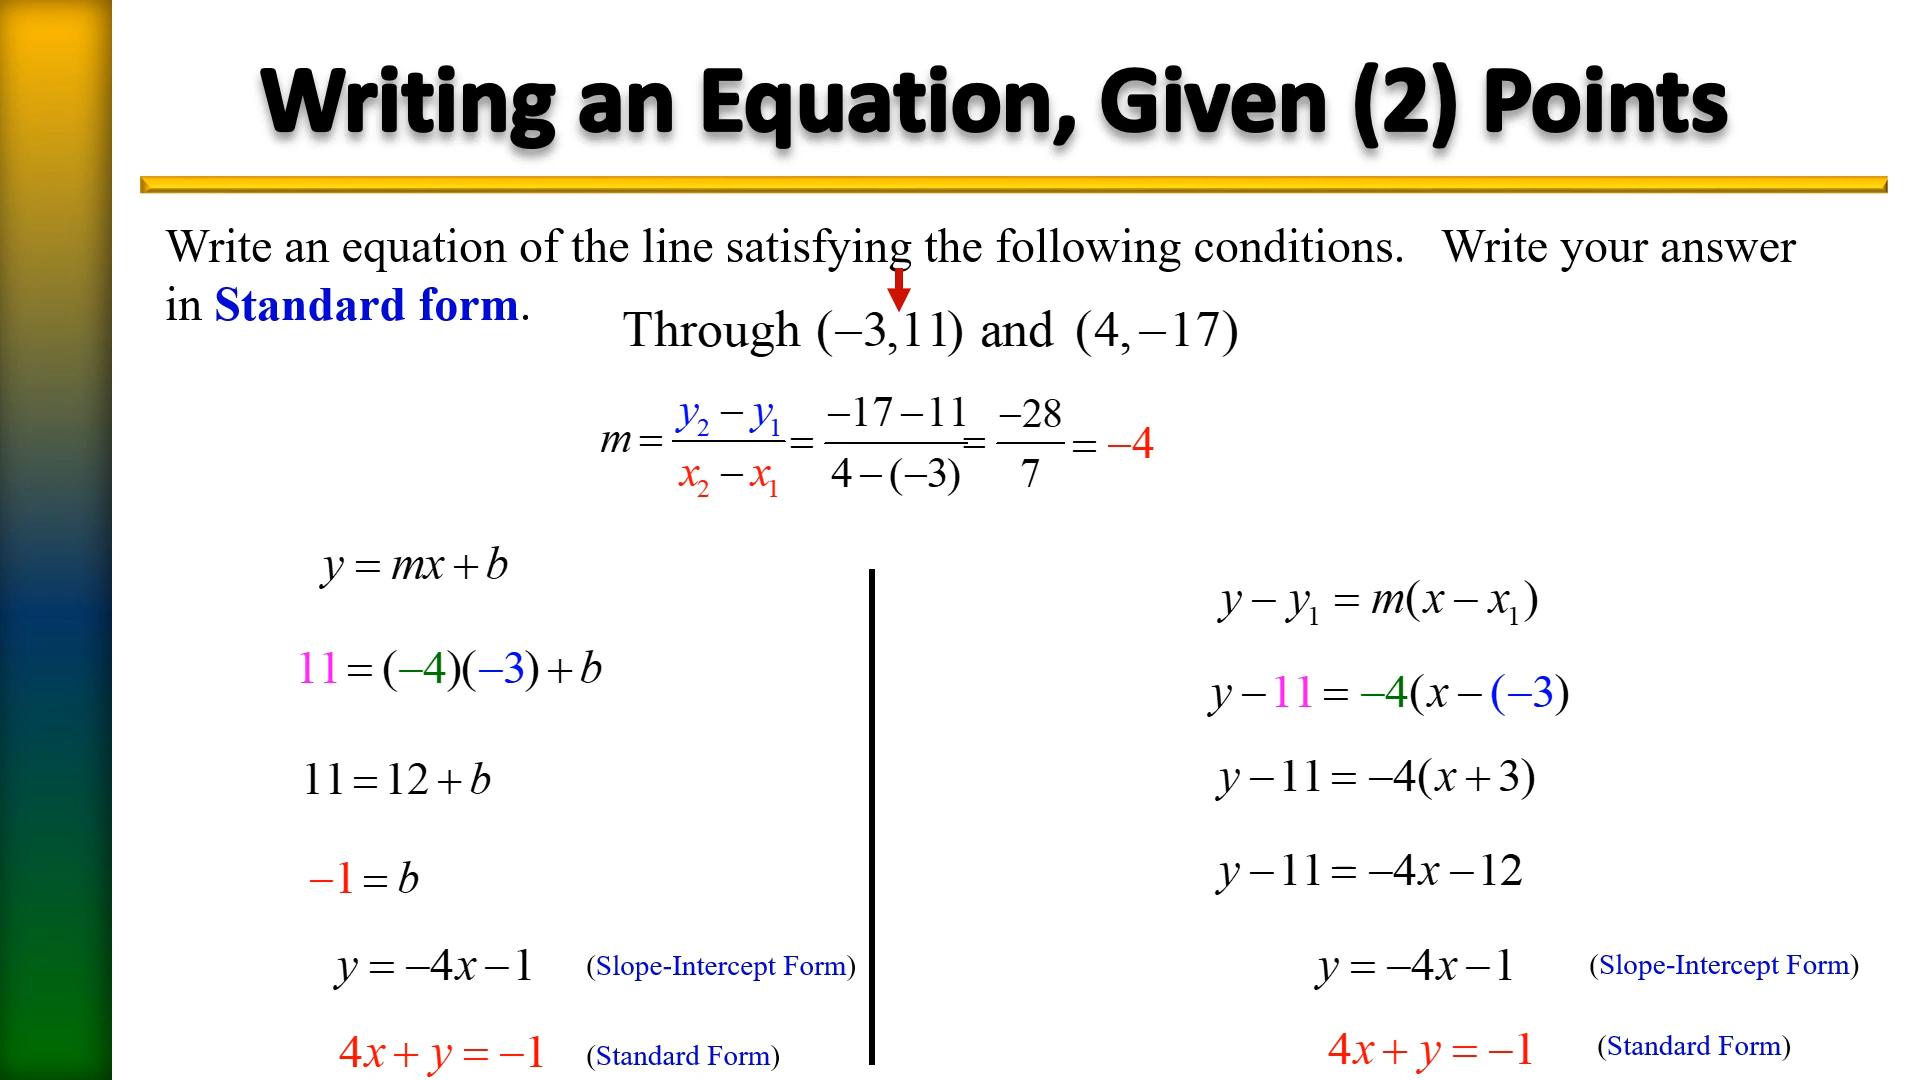 Writing an Equation, Given (2) Points
Write an equation of the line satisfying the following conditions. Write your answer
in Standard form.
Through (−3,11) and (4,−17)
m = y₂ − y₁ / x₂ − x₁ = −17 − 11 / 4 − (−3) = −28 / 7 = −4
y = mx + b
11 = (−4)(−3) + b
11 = 12 + b
−1 = b
y = −4x − 1 (Slope-Intercept Form)
4x + y = −1 (Standard Form)
y − y₁ = m(x − x₁)
y − 11 = −4(x − (−3)
y − 11 = −4(x + 3)
y − 11 = −4x − 12
y = −4x − 1 (Slope-Intercept Form)
4x + y = −1 (Standard Form)